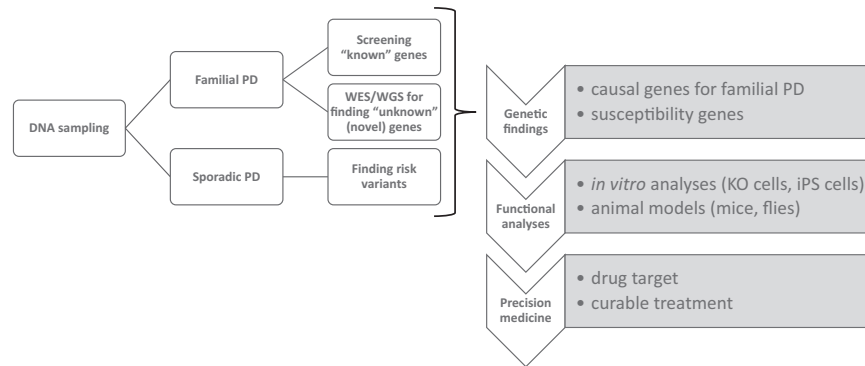 DNA sampling
Familial PD
Sporadic PD
Screening
“known” genes
WES/WGS for
finding “unknown”
(novel) genes
Finding risk
variants
Genetic
findings
• causal genes for familial PD
• susceptibility genes
Functional
analyses
• in vitro analyses (KO cells, iPS cells)
• animal models (mice, flies)
Precision
medicine
• drug target
• curable treatment